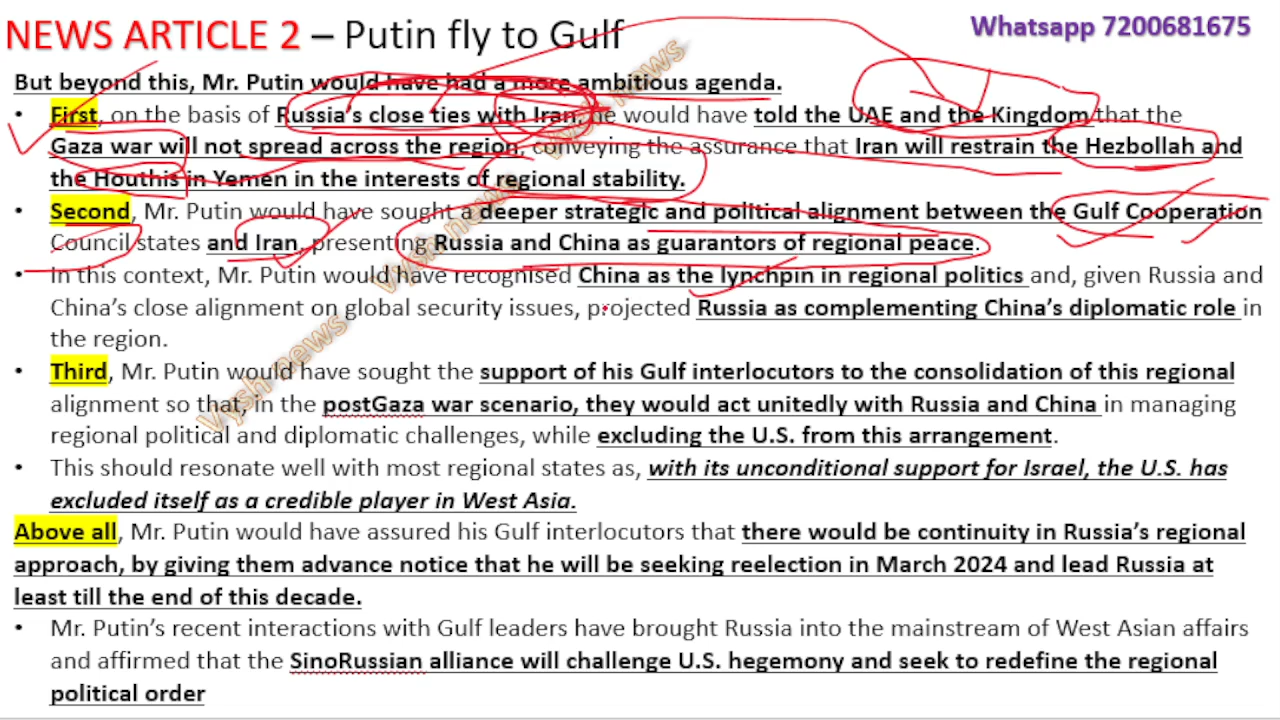 NEWS ARTICLE 2 – Putin fly to Gulf
Whatsapp 7200681675
But beyond this, Mr. Putin would have had a more ambitious agenda.
• First, on the basis of Russia's close ties with Iran, he would have told the UAE and the Kingdom that the
Gaza war will not spread across the region, conveying the assurance that Iran will restrain the Hezbollah and
the Houthis in Yemen in the interests of regional stability.
• Second, Mr. Putin would have sought a deeper strategic and political alignment between the Gulf Cooperation
Council states and Iran, presenting Russia and China as guarantors of regional peace.
• In this context, Mr. Putin would have recognised China as the lynchpin in regional politics and, given Russia and
China's close alignment on global security issues, projected Russia as complementing China's diplomatic role in
the region.
• Third, Mr. Putin would have sought the support of his Gulf interlocutors to the consolidation of this regional
alignment so that, in the postGaza war scenario, they would act unitedly with Russia and China in managing
regional political and diplomatic challenges, while excluding the U.S. from this arrangement.
• This should resonate well with most regional states as, with its unconditional support for Israel, the U.S. has
excluded itself as a credible player in West Asia.
Above all, Mr. Putin would have assured his Gulf interlocutors that there would be continuity in Russia's regional
approach, by giving them advance notice that he will be seeking reelection in March 2024 and lead Russia at
least till the end of this decade.
• Mr. Putin's recent interactions with Gulf leaders have brought Russia into the mainstream of West Asian affairs
and affirmed that the SinoRussian alliance will challenge U.S. hegemony and seek to redefine the regional
political order
Vysh news
Vysh news
Vysh news